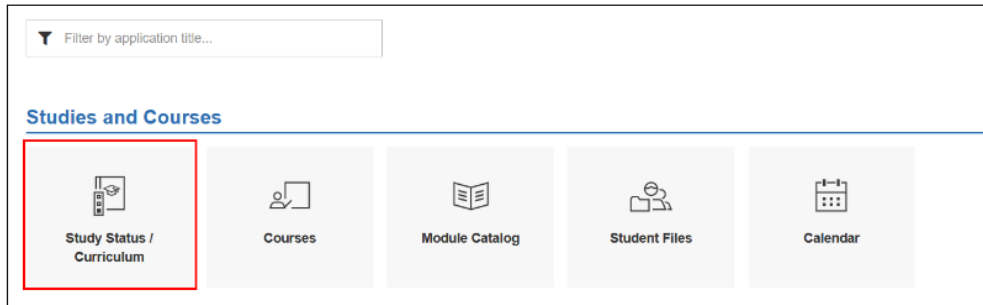 Filter by application title...
Studies and Courses
Study Status /
Curriculum
Courses
Module Catalog
Student Files
Calendar